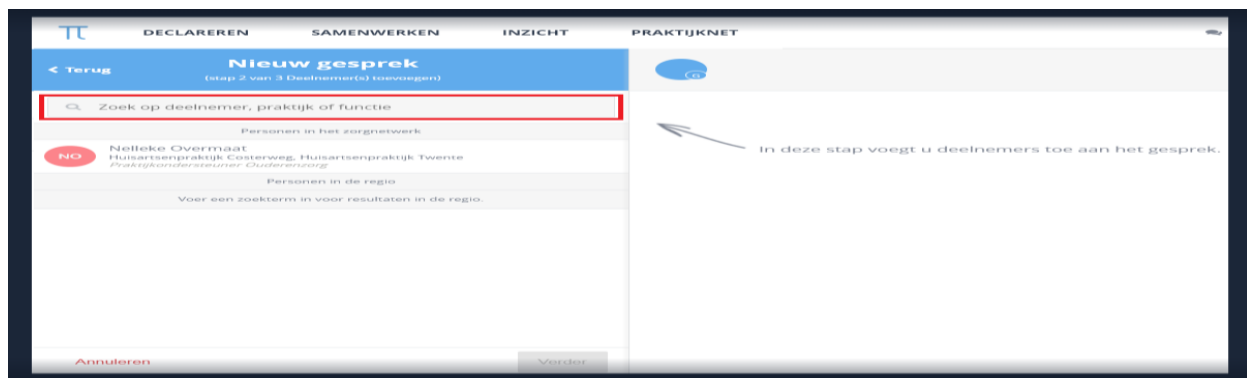 DECLAREREN SAMENWERKEN INZICHT PRAKTIJKNET
< Terug
Nieuw gesprek
(stap 2 van 3 Deelnemer(s) toevoegen)
Zoek op deelnemer, praktijk of functie
Personen in het zorgnetwerk
NO
Nelleke Overmaat
Huisartsenpraktijk Costerweg, Huisartsenpraktijk Twente
Praktijkondersteuner Ouderenzorg
Personen in de regio
Voer een zoekterm in voor resultaten in de regio.
In deze stap voegt u deelnemers toe aan het gesprek.
Annuleren
Verder